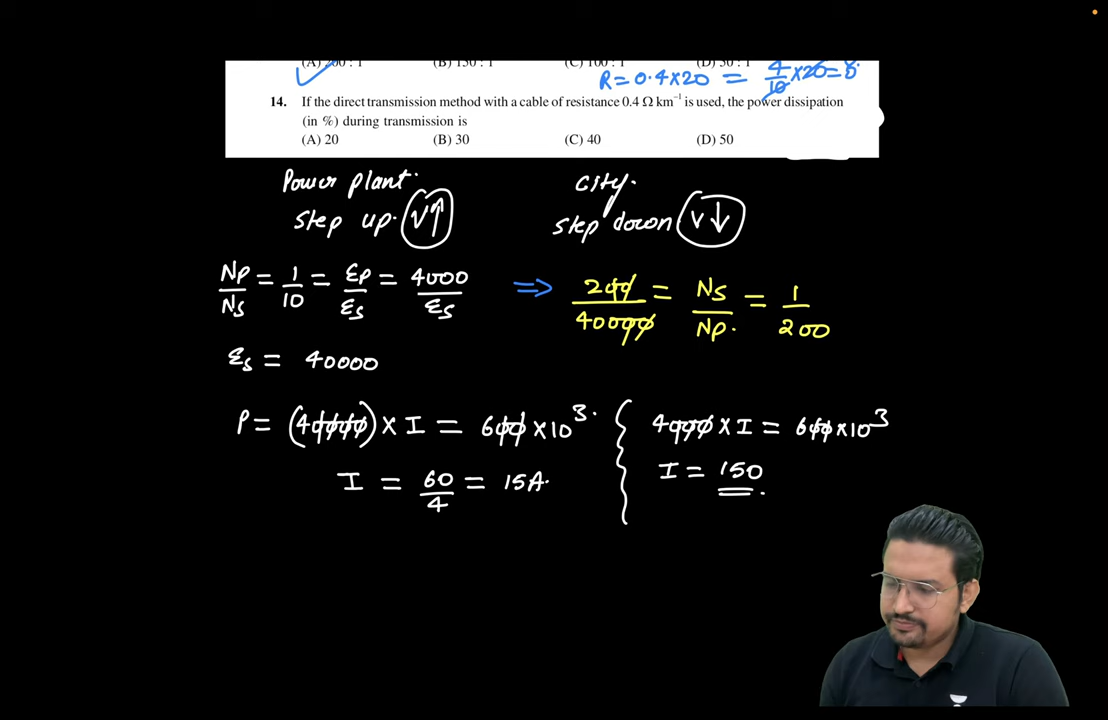 (A) 200 : 1 (B) 150 : 1 (C) 100 : 1 (D) 50 : 1
R = 0.4 × 20 = 4/10 × 20 = 8
14. If the direct transmission method with a cable of resistance 0.4 Ω km⁻¹ is used, the power dissipation
(in %) during transmission is
(A) 20 (B) 30 (C) 40 (D) 50
Power plant. city.
step up. V↑ step down V↓
Np/Ns = 1/10 = εp/εs = 4000/εs ⇒ 200/40000 = Ns/Np. = 1/200
εs = 40000
P = (40000) × I = 600 × 10³. 4000 × I = 600 × 10³
I = 60/4 = 15A. I = 150.